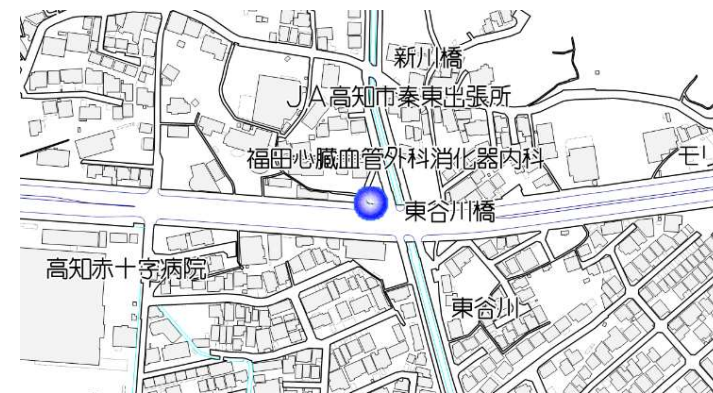 新川橋
JA高知市秦東出張所
福田心臓血管外科消化器内科
モリ
東谷川橋
高知赤十字病院
東谷川